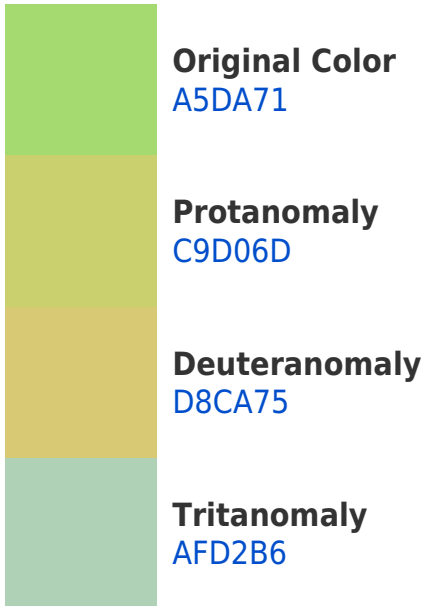 Original Color
A5DA71
Protanomaly
C9D06D
Deuteranomaly
D8CA75
Tritanomaly
AFD2B6